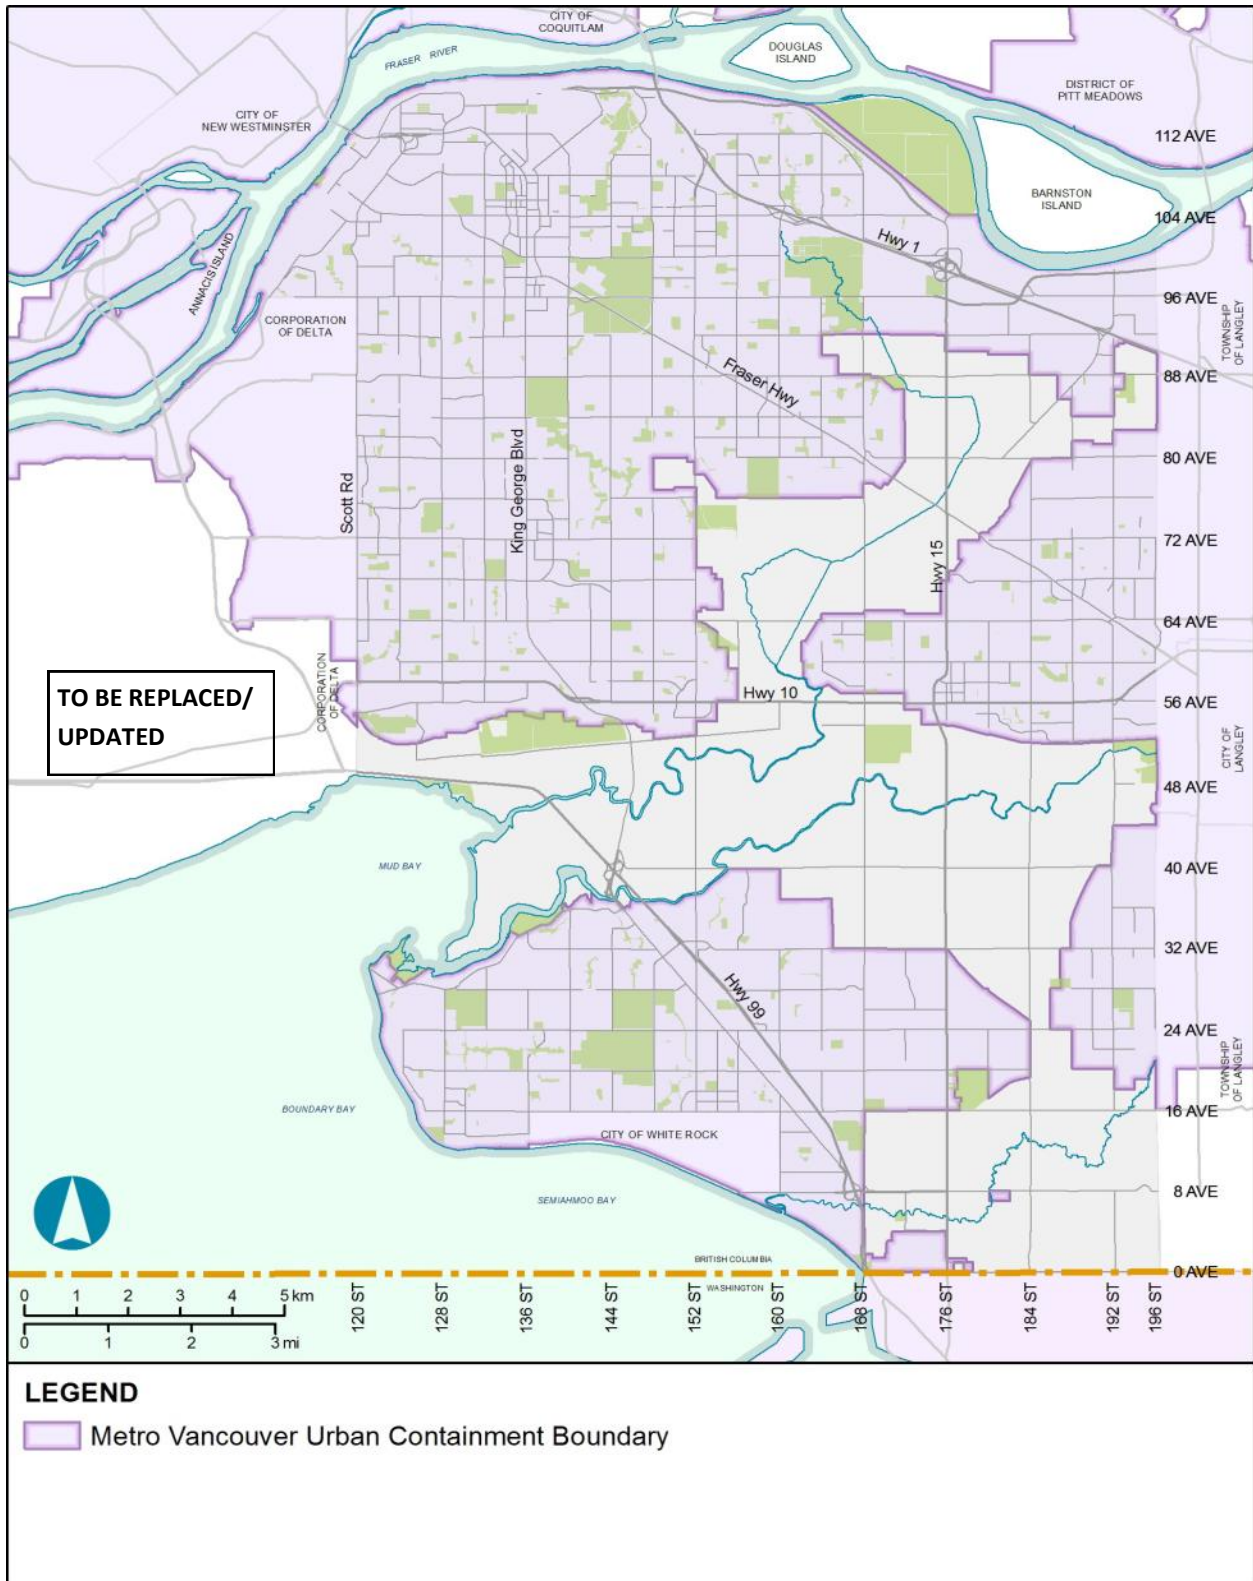 CITY OF
COQUITLAM
FRASER RIVER
DOUGLAS
ISLAND
DISTRICT OF
PITT MEADOWS
CITY OF
NEW WESTMINSTER
112 AVE
BARNSTON
ISLAND
104 AVE
Hwy 1
ANNACIS ISLAND
96 AVE
CORPORATION
OF DELTA
TOWNSHIP
OF LANGLEY
88 AVE
Fraser Hwy
King George Blvd
80 AVE
Scott Rd
72 AVE
Hwy 15
64 AVE
CORPORATION
OF DELTA
TO BE REPLACED/
UPDATED
Hwy 10
56 AVE
CITY OF
LANGLEY
48 AVE
MUD BAY
40 AVE
32 AVE
Hwy 99
24 AVE
TOWNSHIP
OF LANGLEY
BOUNDARY BAY
16 AVE
CITY OF WHITE ROCK
8 AVE
SEMIAHMOO BAY
BRITISH COLUMBIA
0 AVE
WASHINGTON
0 1 2 3 4 5 km
0 1 2 3 mi
120 ST
128 ST
136 ST
144 ST
152 ST
160 ST
168 ST
176 ST
184 ST
192 ST
196 ST
LEGEND
Metro Vancouver Urban Containment Boundary